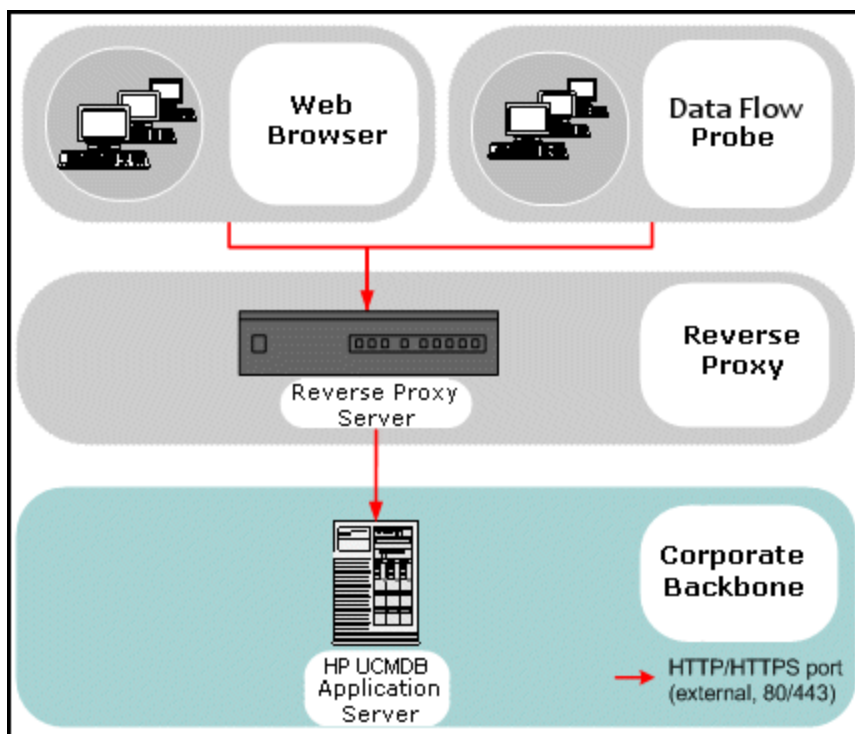 Web
Browser
Data Flow
Probe
Reverse
Proxy
Reverse Proxy
Server
Corporate
Backbone
HP UCMDB
Application
Server
HTTP/HTTPS port
(external, 80/443)